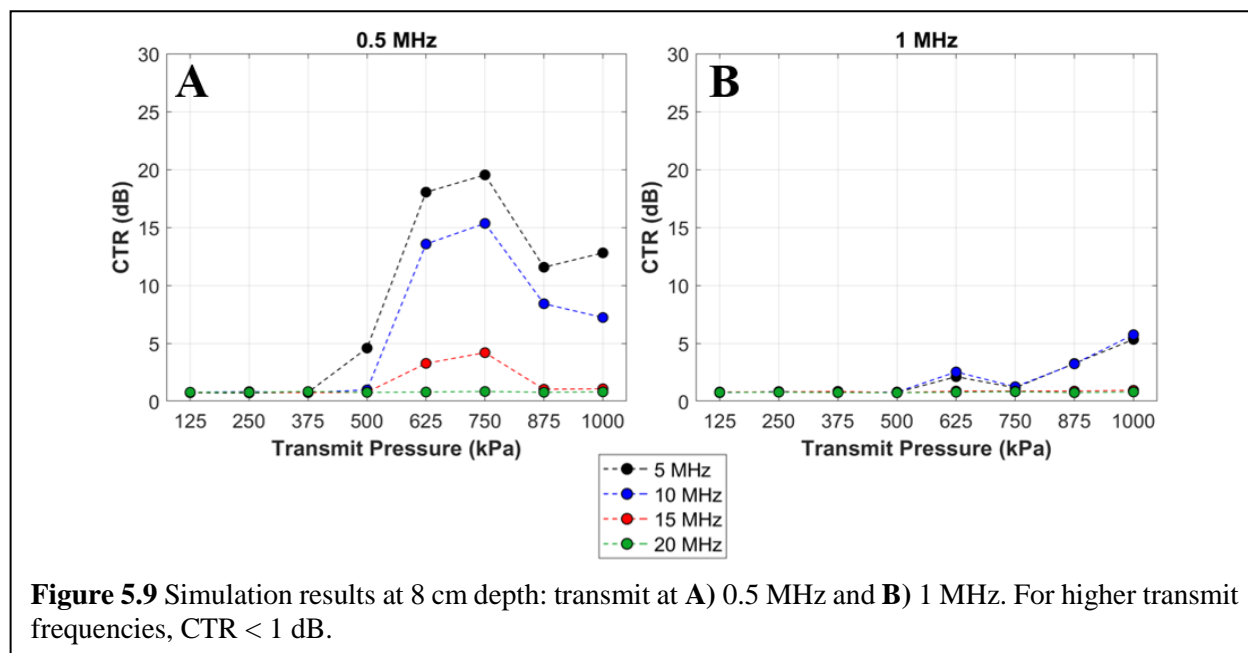 0.5 MHz
A
30
25
20
15
10
5
0
CTR (dB)
125 250 375 500 625 750 875 1000
Transmit Pressure (kPa)
1 MHz
B
30
25
20
15
10
5
0
CTR (dB)
125 250 375 500 625 750 875 1000
Transmit Pressure (kPa)
5 MHz
10 MHz
15 MHz
20 MHz
Figure 5.9 Simulation results at 8 cm depth: transmit at A) 0.5 MHz and B) 1 MHz. For higher transmit
frequencies, CTR < 1 dB.